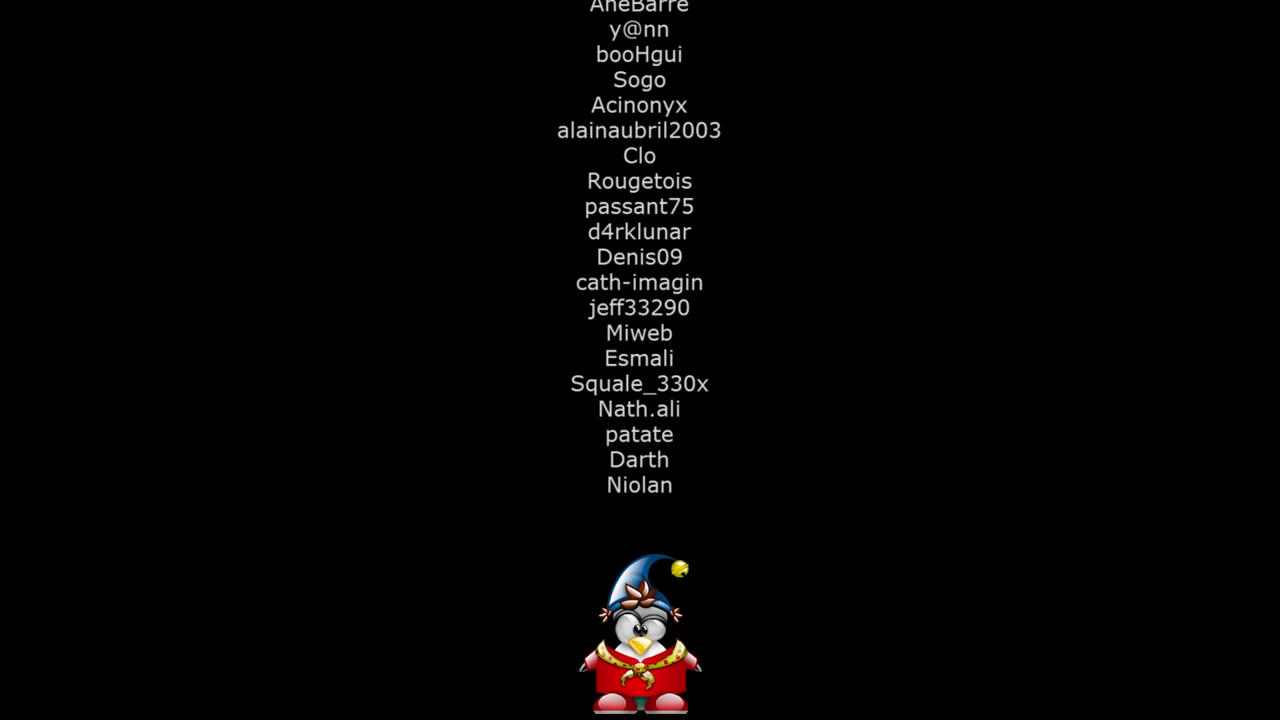 AneBarre
y@nn
booHgui
Sogo
Acinonyx
alainaubril2003
Clo
Rougetois
passant75
d4rklunar
Denis09
cath-imagin
jeff33290
Miweb
Esmali
Squale_330x
Nath.ali
patate
Darth
Niolan